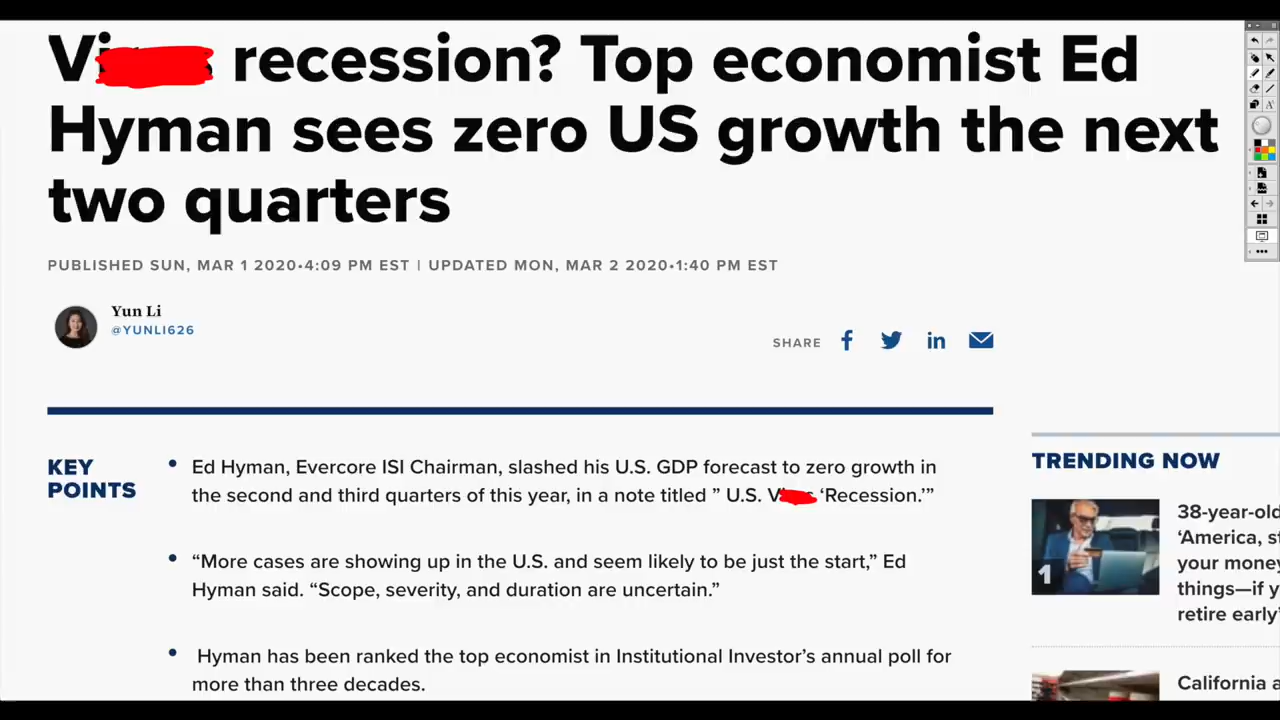 recession? Top economist Ed
Hyman sees zero US growth the next
two quarters
PUBLISHED SUN, MAR 1 2020•4:09 PM EST | UPDATED MON, MAR 2 2020•1:40 PM EST
Yun Li
@YUNLI626
SHARE
KEY
POINTS
• Ed Hyman, Evercore ISI Chairman, slashed his U.S. GDP forecast to zero growth in
the second and third quarters of this year, in a note titled ” U.S. ‘Recession.’”
• “More cases are showing up in the U.S. and seem likely to be just the start,” Ed
Hyman said. “Scope, severity, and duration are uncertain.”
• Hyman has been ranked the top economist in Institutional Investor’s annual poll for
more than three decades.
TRENDING NOW
1
38-year-old
‘America, st
your money
things—if y
retire early’
California a